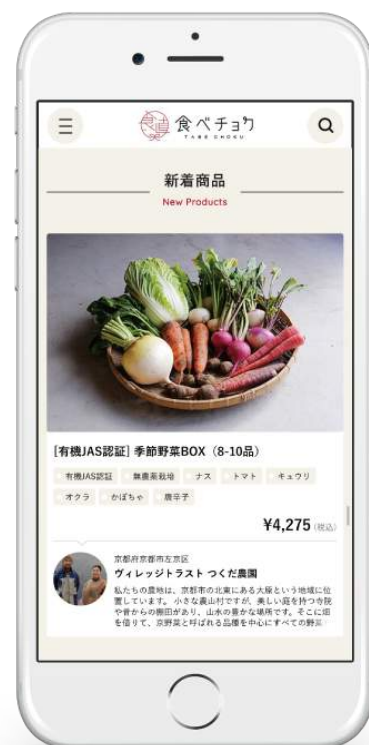 食べチョク
TABE CHOKU
新着商品
New Products
[有機JAS認証] 季節野菜BOX（8-10品）
有機JAS認証 無農薬栽培 ナス トマト キュウリ
オクラ かぼちゃ 唐辛子
¥4,275 (税込)
京都府京都市左京区
ヴィレッジトラスト つくだ農園
私たちの農地は、京都市の北東にある大原という地域に位
置しています。小さな農山村ですが、美しい庭を持つ寺院
や昔からの棚田があり、山水の豊かな場所です。そこに畑
を借りて、京野菜と呼ばれる品種を中心にすべての野菜